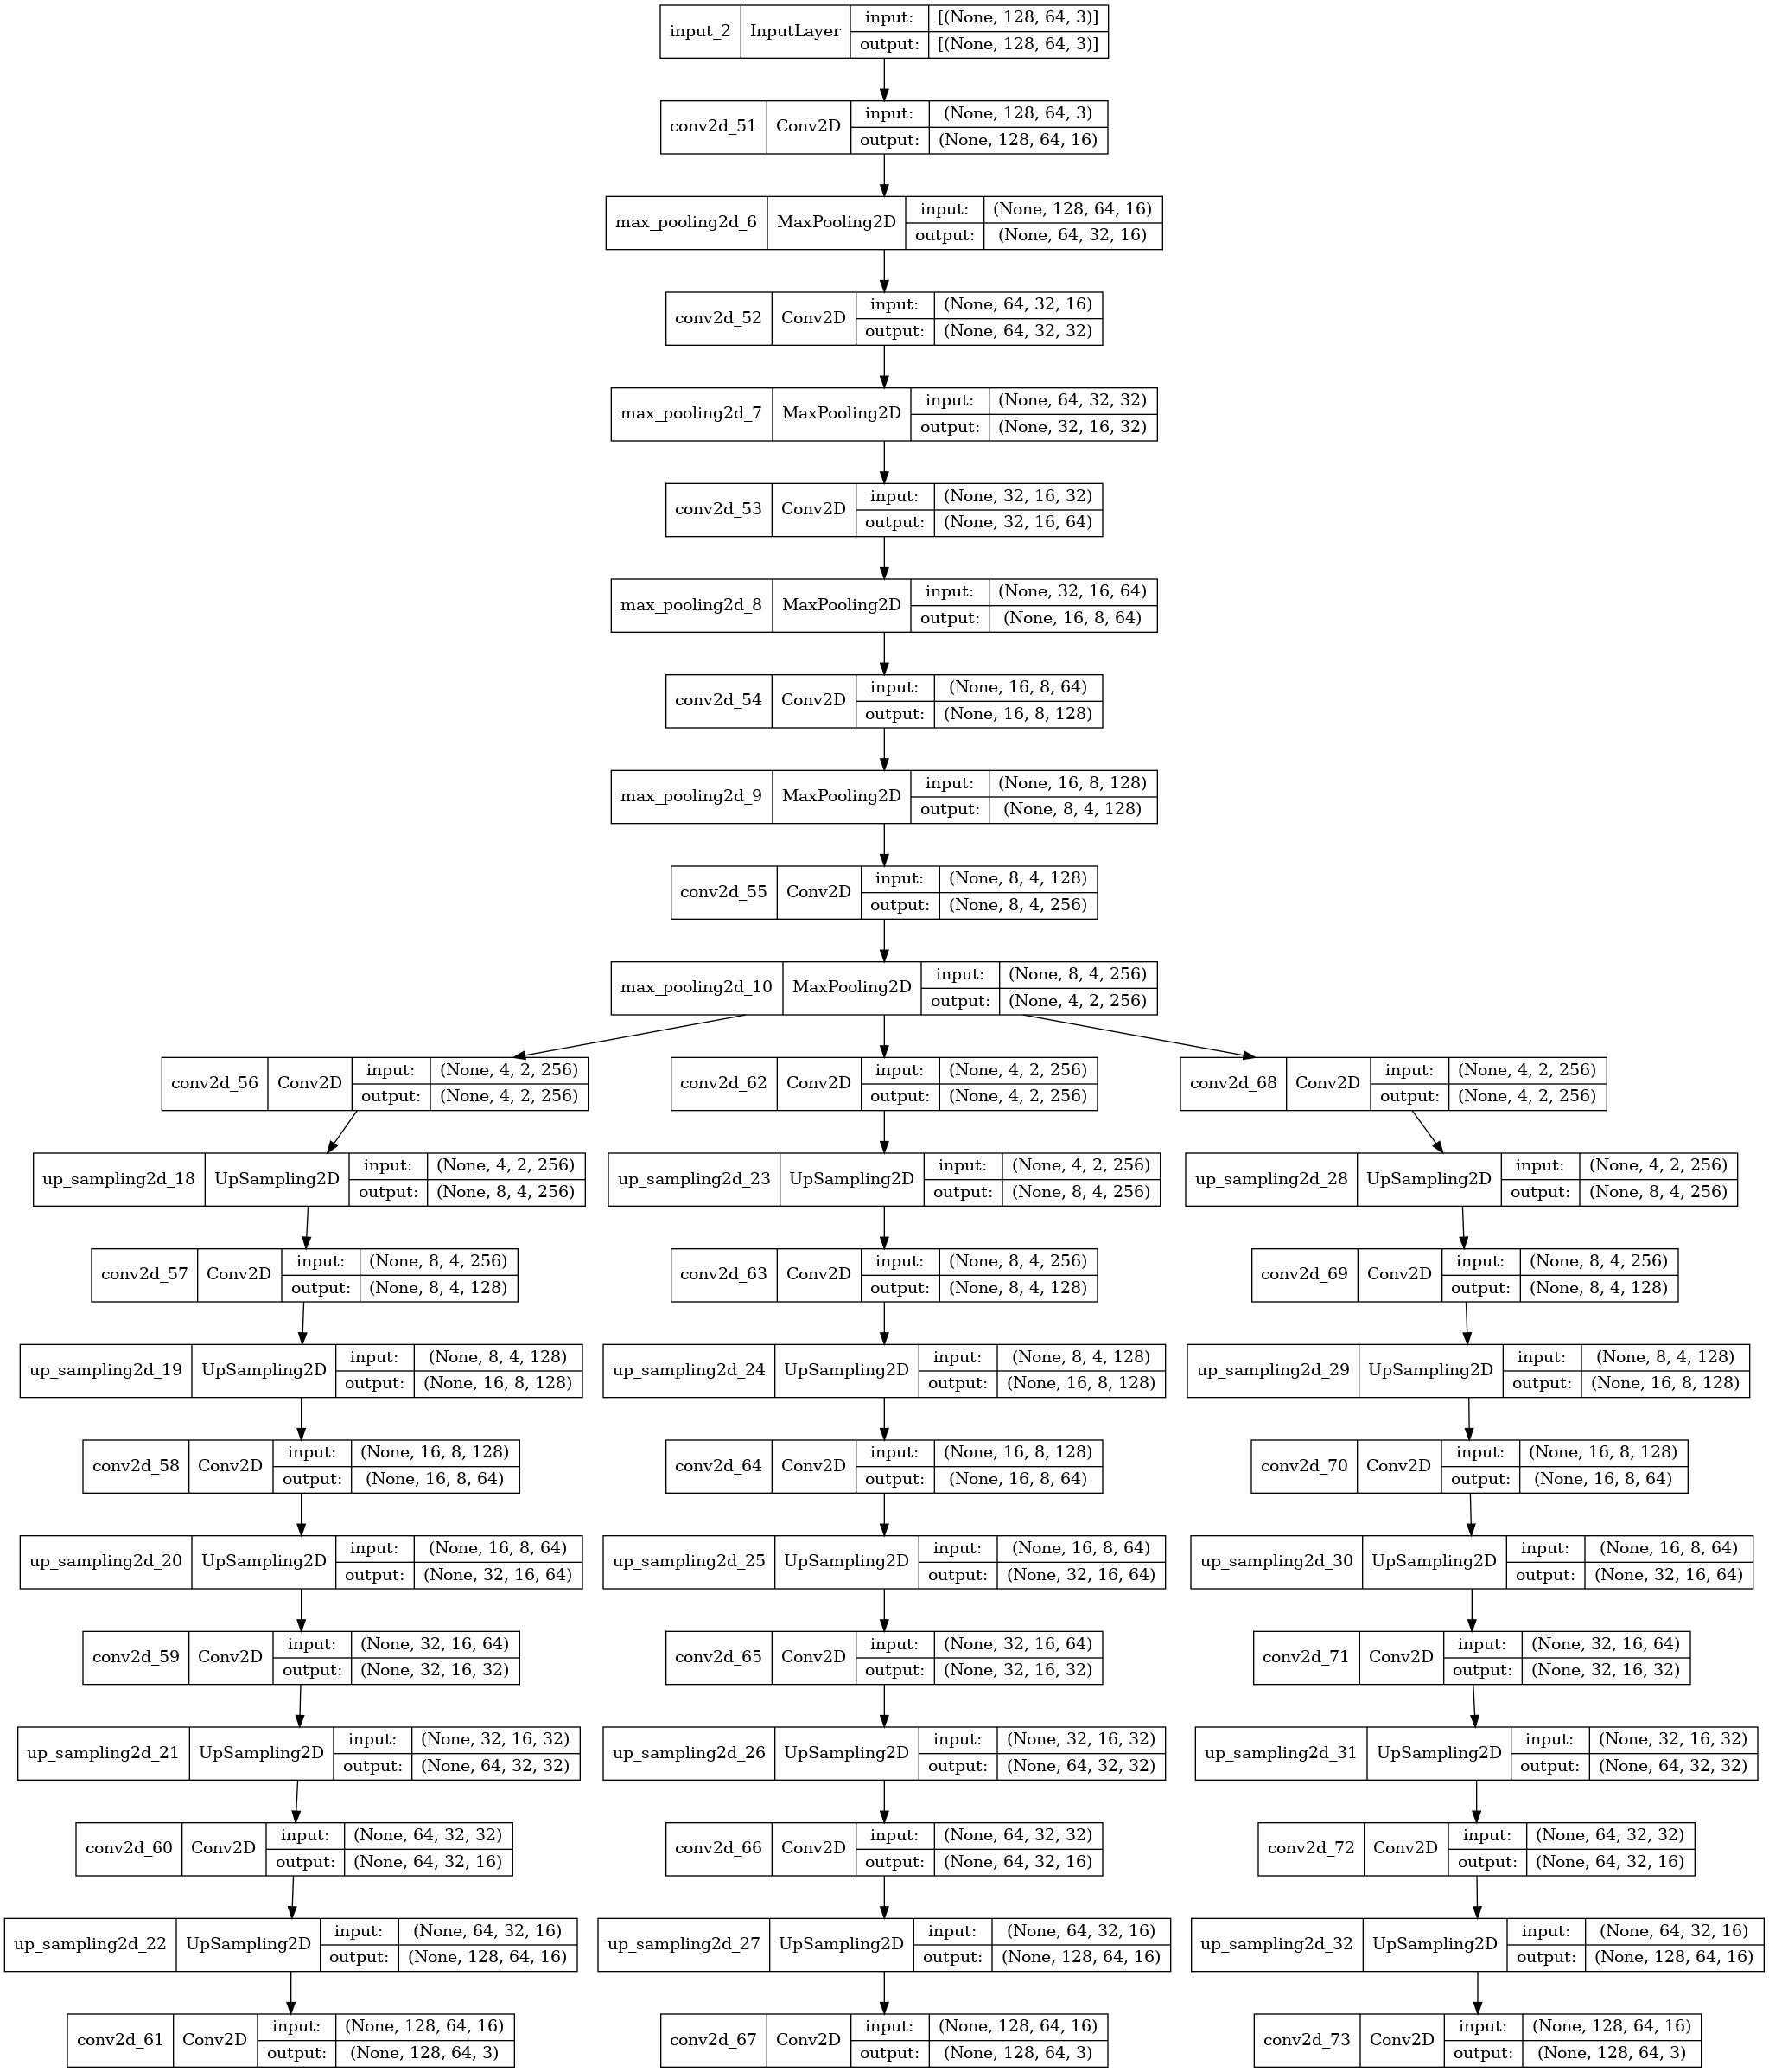 input_2 InputLayer input: [(None, 128, 64, 3)]
output: [(None, 128, 64, 3)]
conv2d_51 Conv2D input: (None, 128, 64, 3)
output: (None, 128, 64, 16)
max_pooling2d_6 MaxPooling2D input: (None, 128, 64, 16)
output: (None, 64, 32, 16)
conv2d_52 Conv2D input: (None, 64, 32, 16)
output: (None, 64, 32, 32)
max_pooling2d_7 MaxPooling2D input: (None, 64, 32, 32)
output: (None, 32, 16, 32)
conv2d_53 Conv2D input: (None, 32, 16, 32)
output: (None, 32, 16, 64)
max_pooling2d_8 MaxPooling2D input: (None, 32, 16, 64)
output: (None, 16, 8, 64)
conv2d_54 Conv2D input: (None, 16, 8, 64)
output: (None, 16, 8, 128)
max_pooling2d_9 MaxPooling2D input: (None, 16, 8, 128)
output: (None, 8, 4, 128)
conv2d_55 Conv2D input: (None, 8, 4, 128)
output: (None, 8, 4, 256)
max_pooling2d_10 MaxPooling2D input: (None, 8, 4, 256)
output: (None, 4, 2, 256)
conv2d_56 Conv2D input: (None, 4, 2, 256)
output: (None, 4, 2, 256)
conv2d_62 Conv2D input: (None, 4, 2, 256)
output: (None, 4, 2, 256)
conv2d_68 Conv2D input: (None, 4, 2, 256)
output: (None, 4, 2, 256)
up_sampling2d_18 UpSampling2D input: (None, 4, 2, 256)
output: (None, 8, 4, 256)
up_sampling2d_23 UpSampling2D input: (None, 4, 2, 256)
output: (None, 8, 4, 256)
up_sampling2d_28 UpSampling2D input: (None, 4, 2, 256)
output: (None, 8, 4, 256)
conv2d_57 Conv2D input: (None, 8, 4, 256)
output: (None, 8, 4, 128)
conv2d_63 Conv2D input: (None, 8, 4, 256)
output: (None, 8, 4, 128)
conv2d_69 Conv2D input: (None, 8, 4, 256)
output: (None, 8, 4, 128)
up_sampling2d_19 UpSampling2D input: (None, 8, 4, 128)
output: (None, 16, 8, 128)
up_sampling2d_24 UpSampling2D input: (None, 8, 4, 128)
output: (None, 16, 8, 128)
up_sampling2d_29 UpSampling2D input: (None, 8, 4, 128)
output: (None, 16, 8, 128)
conv2d_58 Conv2D input: (None, 16, 8, 128)
output: (None, 16, 8, 64)
conv2d_64 Conv2D input: (None, 16, 8, 128)
output: (None, 16, 8, 64)
conv2d_70 Conv2D input: (None, 16, 8, 128)
output: (None, 16, 8, 64)
up_sampling2d_20 UpSampling2D input: (None, 16, 8, 64)
output: (None, 32, 16, 64)
up_sampling2d_25 UpSampling2D input: (None, 16, 8, 64)
output: (None, 32, 16, 64)
up_sampling2d_30 UpSampling2D input: (None, 16, 8, 64)
output: (None, 32, 16, 64)
conv2d_59 Conv2D input: (None, 32, 16, 64)
output: (None, 32, 16, 32)
conv2d_65 Conv2D input: (None, 32, 16, 64)
output: (None, 32, 16, 32)
conv2d_71 Conv2D input: (None, 32, 16, 64)
output: (None, 32, 16, 32)
up_sampling2d_21 UpSampling2D input: (None, 32, 16, 32)
output: (None, 64, 32, 32)
up_sampling2d_26 UpSampling2D input: (None, 32, 16, 32)
output: (None, 64, 32, 32)
up_sampling2d_31 UpSampling2D input: (None, 32, 16, 32)
output: (None, 64, 32, 32)
conv2d_60 Conv2D input: (None, 64, 32, 32)
output: (None, 64, 32, 16)
conv2d_66 Conv2D input: (None, 64, 32, 32)
output: (None, 64, 32, 16)
conv2d_72 Conv2D input: (None, 64, 32, 32)
output: (None, 64, 32, 16)
up_sampling2d_22 UpSampling2D input: (None, 64, 32, 16)
output: (None, 128, 64, 16)
up_sampling2d_27 UpSampling2D input: (None, 64, 32, 16)
output: (None, 128, 64, 16)
up_sampling2d_32 UpSampling2D input: (None, 64, 32, 16)
output: (None, 128, 64, 16)
conv2d_61 Conv2D input: (None, 128, 64, 16)
output: (None, 128, 64, 3)
conv2d_67 Conv2D input: (None, 128, 64, 16)
output: (None, 128, 64, 3)
conv2d_73 Conv2D input: (None, 128, 64, 16)
output: (None, 128, 64, 3)